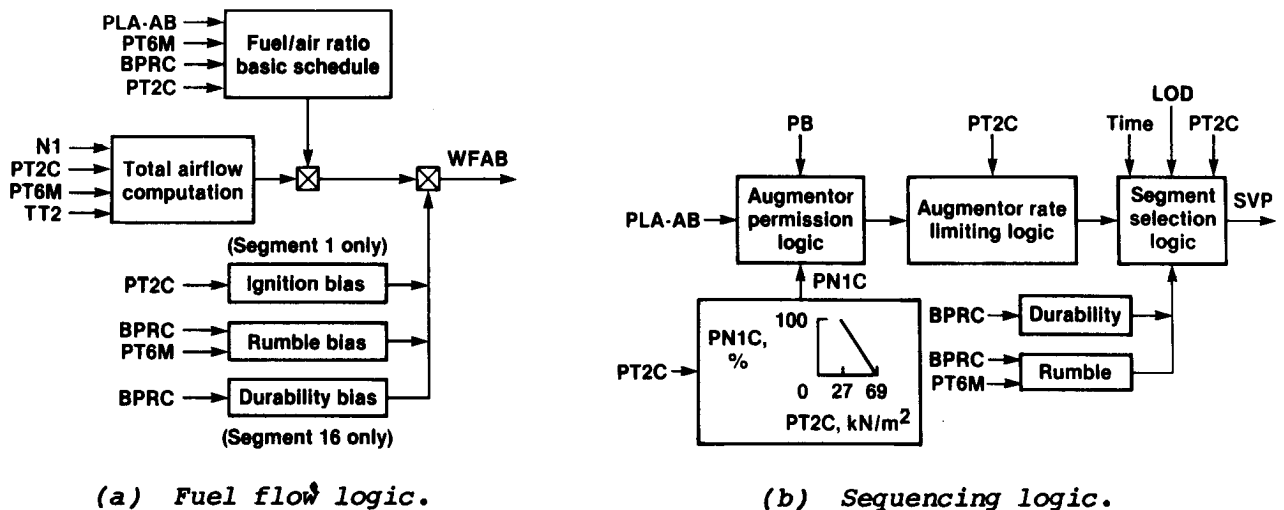 PLA-AB
PT6M
BPRC
PT2C
Fuel/air ratio
basic schedule
N1
PT2C
PT6M
TT2
Total airflow
computation
WFAB
(Segment 1 only)
PT2C
Ignition bias
BPRC
PT6M
Rumble bias
BPRC
Durability bias
(Segment 16 only)
(a) Fuel flow logic.
LOD
PB
PT2C
Time
PT2C
PLA-AB
Augmentor
permission
logic
Augmentor rate
limiting logic
Segment
selection
logic
SVP
PN1C
PT2C
PN1C,
%
100
0
27
69
PT2C, kN/m2
BPRC
Durability
BPRC
PT6M
Rumble
(b) Sequencing logic.